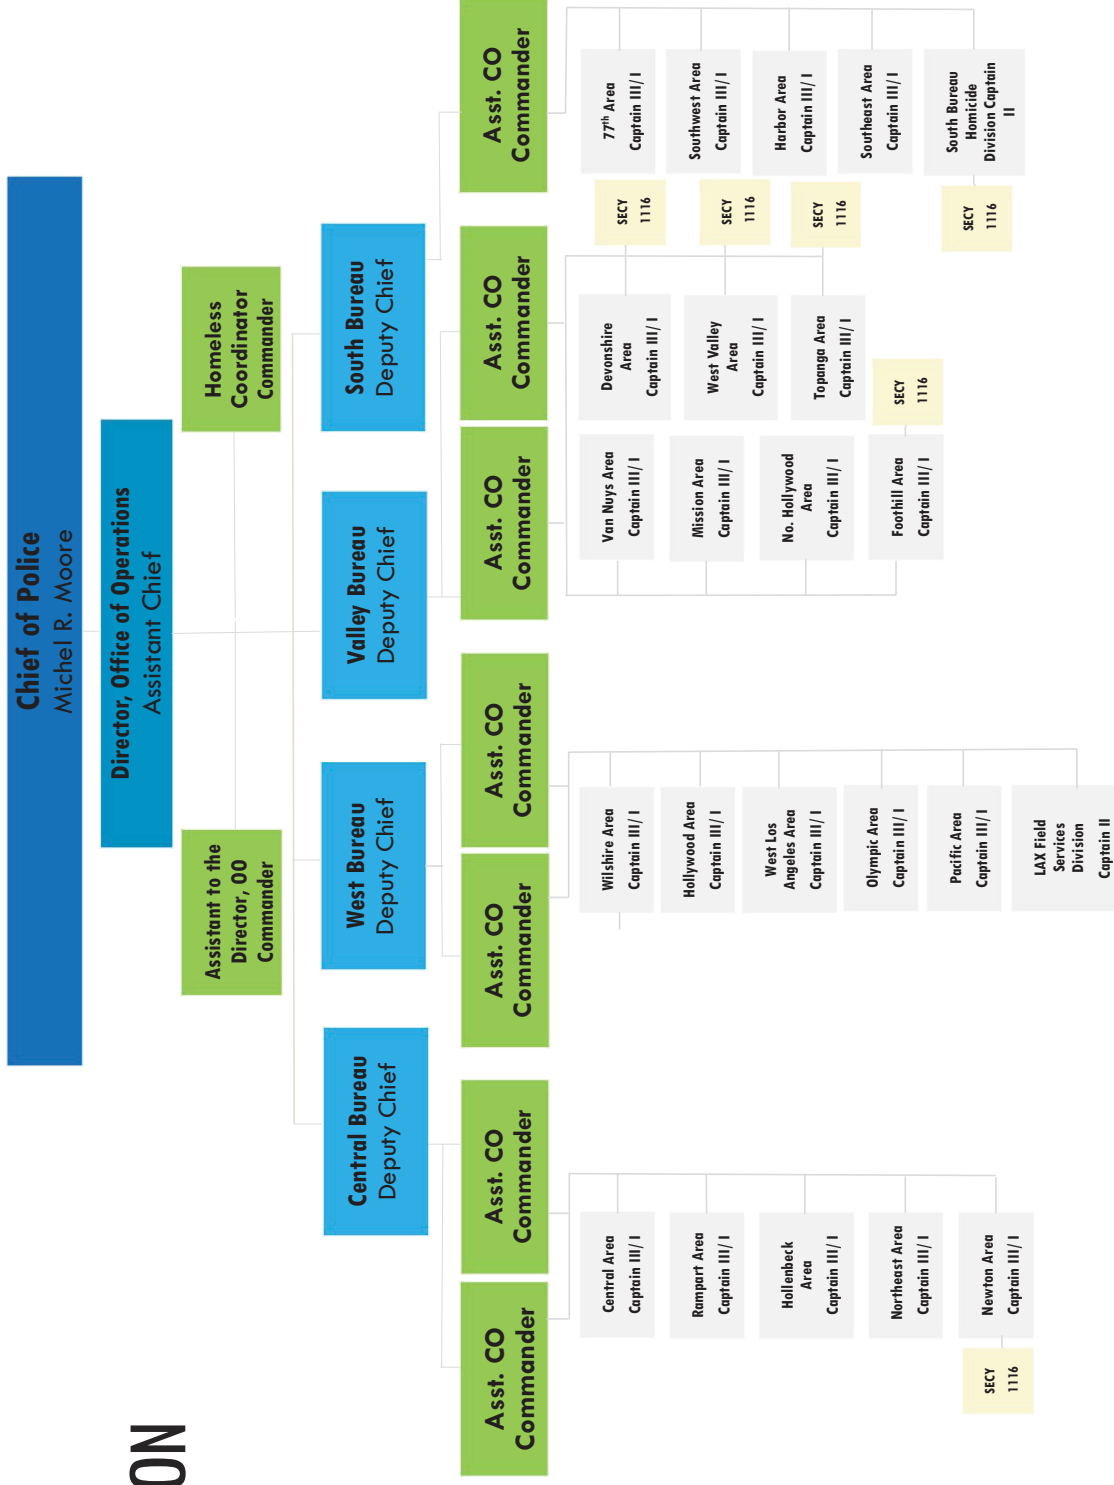 ON
Chief of Police
Michel R. Moore
Director, Office of Operations
Assistant Chief
Assistant to the
Director, OO
Commander
Homeless
Coordinator
Commander
Central Bureau
Deputy Chief
West Bureau
Deputy Chief
Valley Bureau
Deputy Chief
South Bureau
Deputy Chief
Asst. CO
Commander
Asst. CO
Commander
Asst. CO
Commander
Asst. CO
Commander
Asst. CO
Commander
Asst. CO
Commander
Asst. CO
Commander
Central Area
Captain III/ I
Rampart Area
Captain III/ I
Hollenbeck
Area
Captain III/ I
Northeast Area
Captain III/ I
Newton Area
Captain III/ I
SECY
1116
Wilshire Area
Captain III/ I
Hollywood Area
Captain III/ I
West Los
Angeles Area
Captain III/ I
Olympic Area
Captain III/ I
Pacific Area
Captain III/ I
LAX Field
Services
Division
Captain II
Van Nuys Area
Captain III/ I
Mission Area
Captain III/ I
No. Hollywood
Area
Captain III/ I
Foothill Area
Captain III/ I
SECY
1116
Devonshire
Area
Captain III/ I
SECY
1116
West Valley
Area
Captain III/ I
SECY
1116
Topanga Area
Captain III/ I
SECY
1116
77th Area
Captain III/ I
Southwest Area
Captain III/ I
Harbor Area
Captain III/ I
Southeast Area
Captain III/ I
South Bureau
Homicide
Division Captain
II
SECY
1116